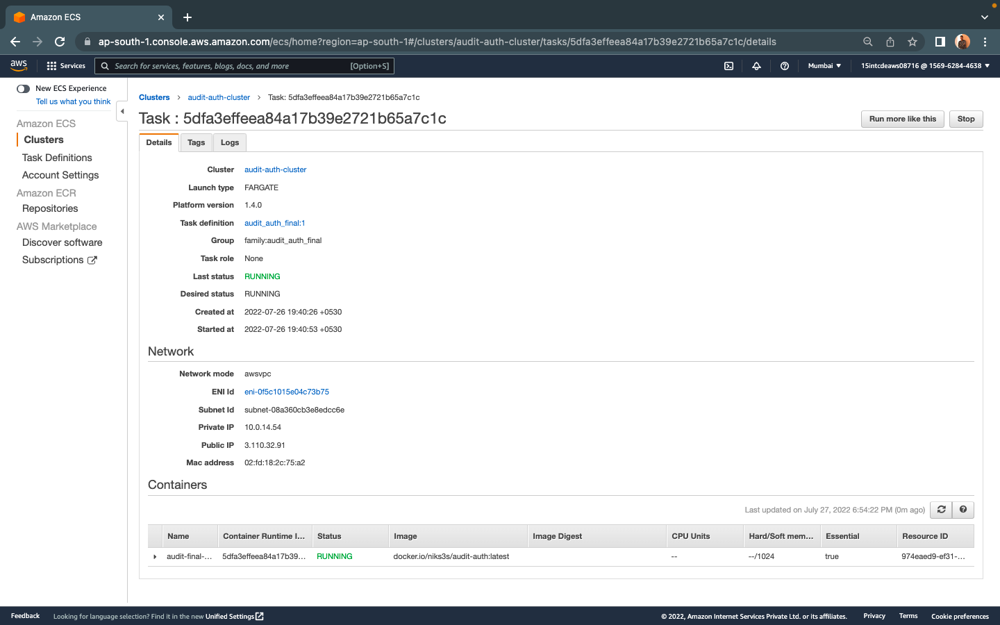 Amazon ECS
ap-south-1.console.aws.amazon.com/ecs/home?region=ap-south-1#/clusters/audit-auth-cluster/tasks/5dfa3effeea84a17b39e2721b65a7c1c/details
aws Services Search for services, features, blogs, docs, and more [Option+S] Mumbai 15intcdeaws08716 @ 1569-6284-4638
New ECS Experience
Tell us what you think
Amazon ECS
Clusters
Task Definitions
Account Settings
Amazon ECR
Repositories
AWS Marketplace
Discover software
Subscriptions
Clusters > audit-auth-cluster > Task: 5dfa3effeea84a17b39e2721b65a7c1c
Task : 5dfa3effeea84a17b39e2721b65a7c1c
Run more like this Stop
Details Tags Logs
Cluster audit-auth-cluster
Launch type FARGATE
Platform version 1.4.0
Task definition audit_auth_final:1
Group family:audit_auth_final
Task role None
Last status RUNNING
Desired status RUNNING
Created at 2022-07-26 19:40:26 +0530
Started at 2022-07-26 19:40:53 +0530
Network
Network mode awsvpc
ENI Id eni-0f5c1015e04c73b75
Subnet Id subnet-08a360cb3e8edcc6e
Private IP 10.0.14.54
Public IP 3.110.32.91
Mac address 02:fd:18:2c:75:a2
Containers
Last updated on July 27, 2022 6:54:22 PM (0m ago)
Name Container Runtime I... Status Image Image Digest CPU Units Hard/Soft mem... Essential Resource ID
audit-final-... 5dfa3effeea84a17b39... RUNNING docker.io/niks3s/audit-auth:latest -- --/1024 true 974eaed9-ef31-...
Feedback Looking for language selection? Find it in the new Unified Settings © 2022, Amazon Internet Services Private Ltd. or its affiliates. Privacy Terms Cookie preferences